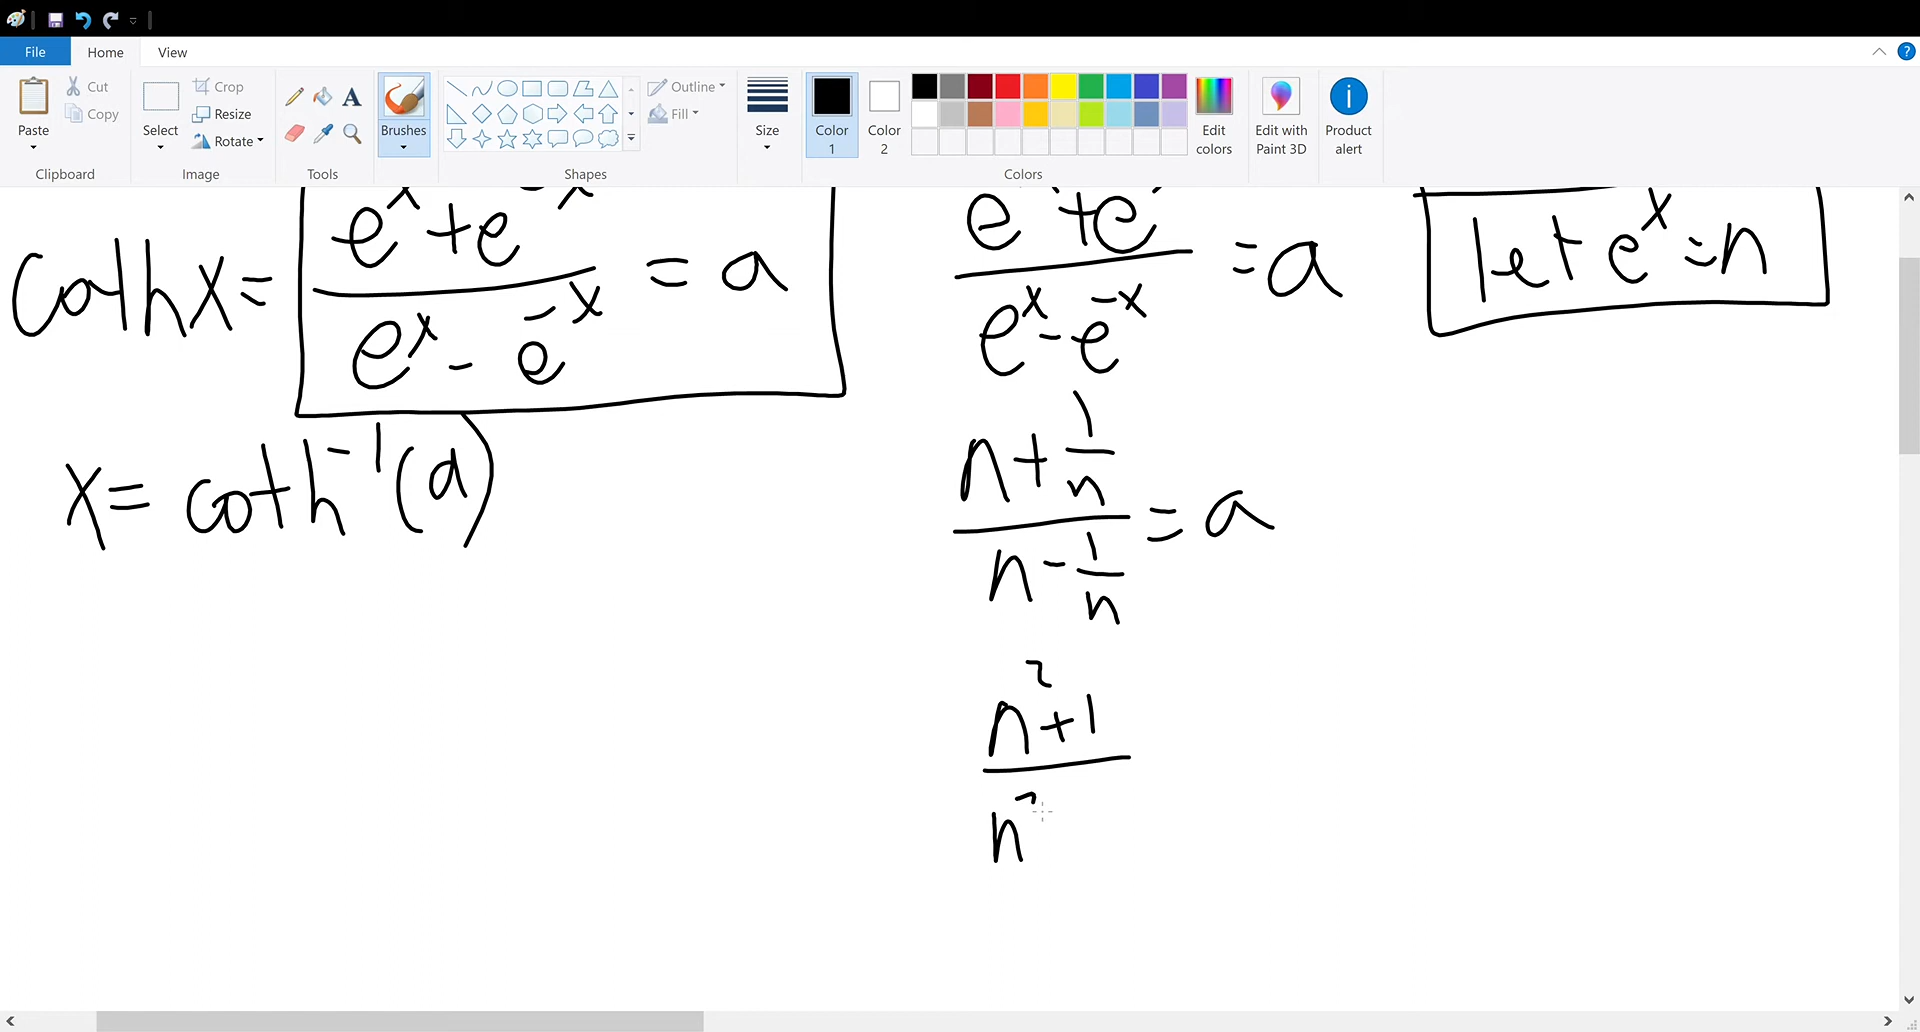 File Home View
Paste Cut Copy Clipboard
Select Crop Resize Rotate Image
Tools
Brushes
Outline Fill Shapes
Size
Color 1 Color 2 Edit colors Colors
Edit with Paint 3D
Product alert
coth x = (e^x + e^-x)/(e^x - e^-x) = a
x = coth^-1(a)
(e^x + e^-x)/(e^x - e^-x) = a
(n + 1/n)/(n - 1/n) = a
(n^2 + 1)/n^2
let e^x = n